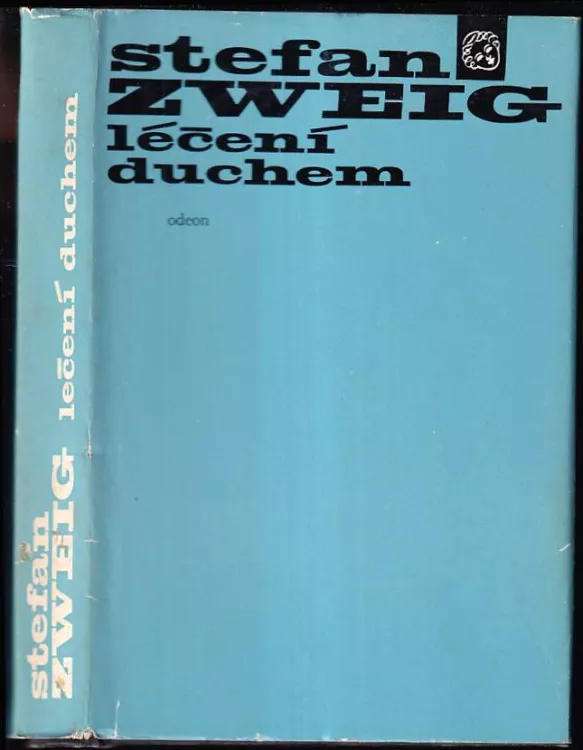 stefan
ZWEIG
léčení
duchem
odeon
stefan
ZWEIG léčení duchem